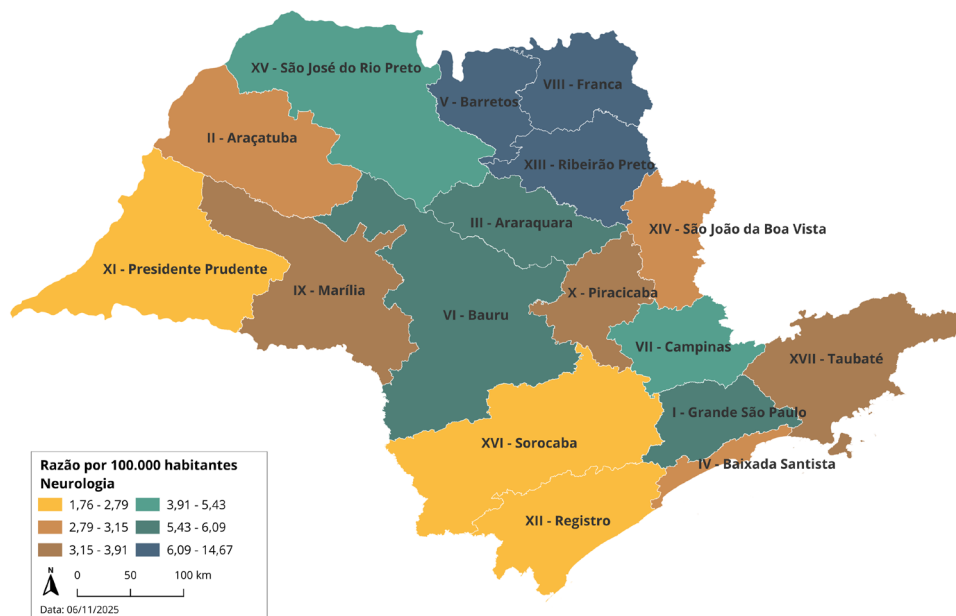 XV - São José do Rio Preto
VIII - Franca
V - Barretos
II - Araçatuba
XIII - Ribeirão Preto
III - Araraquara
XIV - São João da Boa Vista
XI - Presidente Prudente
IX - Marília
X - Piracicaba
VI - Bauru
VII - Campinas
XVII - Taubaté
I - Grande São Paulo
XVI - Sorocaba
IV - Baixada Santista
XII - Registro
Razão por 100.000 habitantes
Neurologia
1,76 - 2,79
3,91 - 5,43
2,79 - 3,15
5,43 - 6,09
3,15 - 3,91
6,09 - 14,67
N
0 50 100 km
Data: 06/11/2025